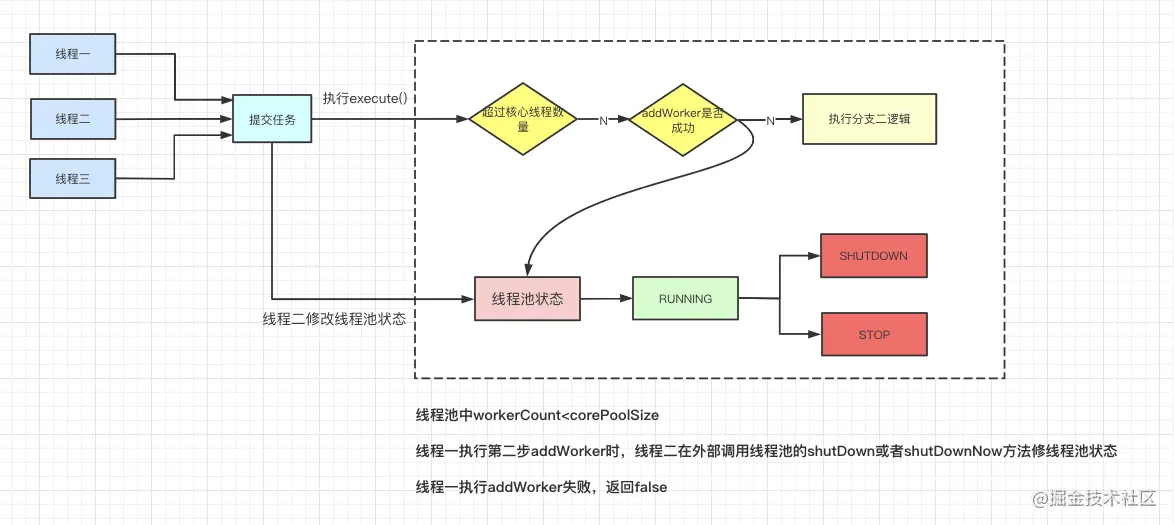 线程一
线程二
线程三
提交任务
执行execute()
超过核心线程数
量
N
addWorker是否
成功
N
执行分支二逻辑
线程二修改线程池状态
线程池状态
RUNNING
SHUTDOWN
STOP
线程池中workerCount<corePoolSize
线程一执行第二步addWorker时，线程二在外部调用线程池的shutDown或者shutDownNow方法修线程池状态
线程一执行addWorker失败，返回false
@掘金技术社区